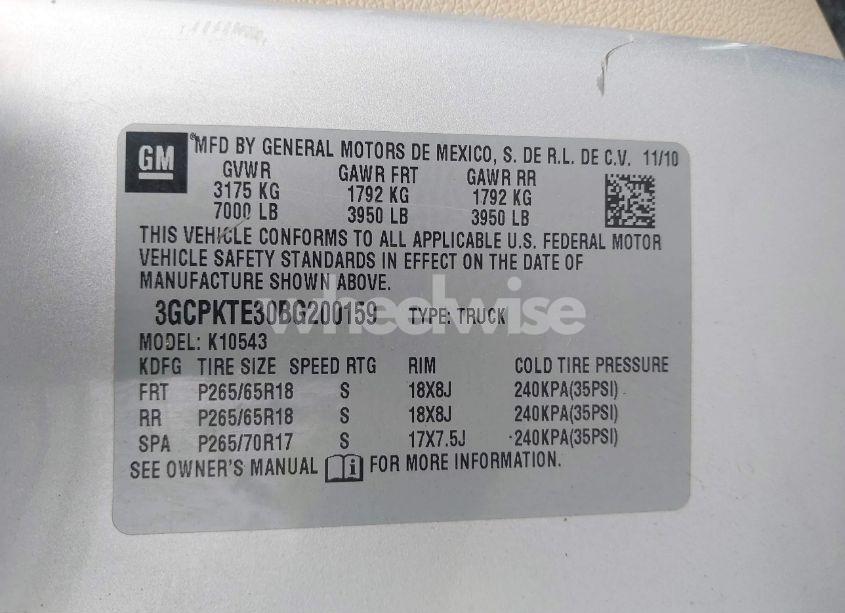 GM
®MFD BY GENERAL MOTORS DE MEXICO, S. DE R.L. DE C.V. 11/10
GVWR GAWR FRT GAWR RR
3175 KG 1792 KG 1792 KG
7000 LB 3950 LB 3950 LB
THIS VEHICLE CONFORMS TO ALL APPLICABLE U.S. FEDERAL MOTOR
VEHICLE SAFETY STANDARDS IN EFFECT ON THE DATE OF
MANUFACTURE SHOWN ABOVE.
3GCPKTE30BG200159 TYPE: TRUCK
wheelwise
MODEL: K10543
KDFG TIRE SIZE SPEED RTG RIM COLD TIRE PRESSURE
FRT P265/65R18 S 18X8J 240KPA(35PSI)
RR P265/65R18 S 18X8J 240KPA(35PSI)
SPA P265/70R17 S 17X7.5J 240KPA(35PSI)
SEE OWNER'S MANUAL i FOR MORE INFORMATION.